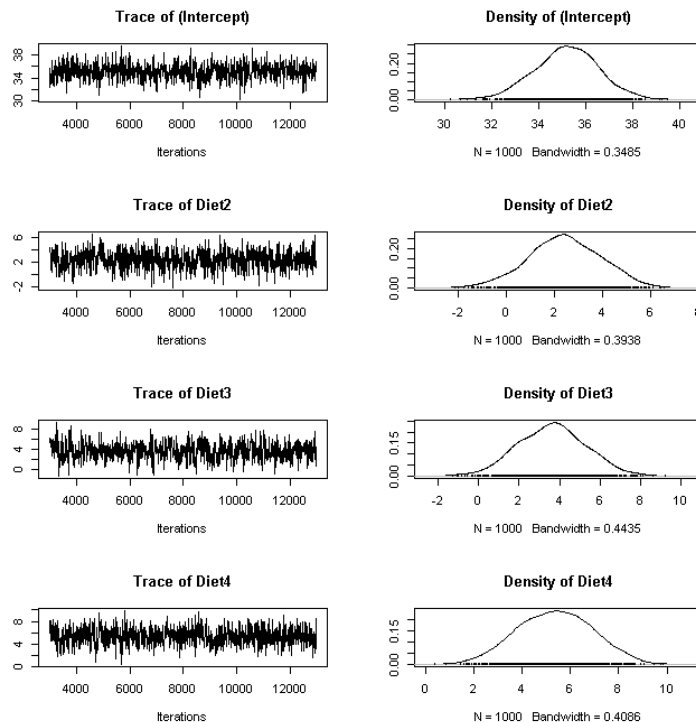 Trace of (Intercept)
38
34
30
4000 6000 8000 10000 12000
Iterations
Density of (Intercept)
0.20
0.00
30 32 34 36 38 40
N = 1000 Bandwidth = 0.3485
Trace of Diet2
6
2
-2
4000 6000 8000 10000 12000
Iterations
Density of Diet2
0.20
0.00
-2 0 2 4 6 8
N = 1000 Bandwidth = 0.3938
Trace of Diet3
8
4
0
4000 6000 8000 10000 12000
Iterations
Density of Diet3
0.15
0.00
-2 0 2 4 6 8 10
N = 1000 Bandwidth = 0.4435
Trace of Diet4
8
4
0
4000 6000 8000 10000 12000
Iterations
Density of Diet4
0.15
0.00
0 2 4 6 8 10
N = 1000 Bandwidth = 0.4086